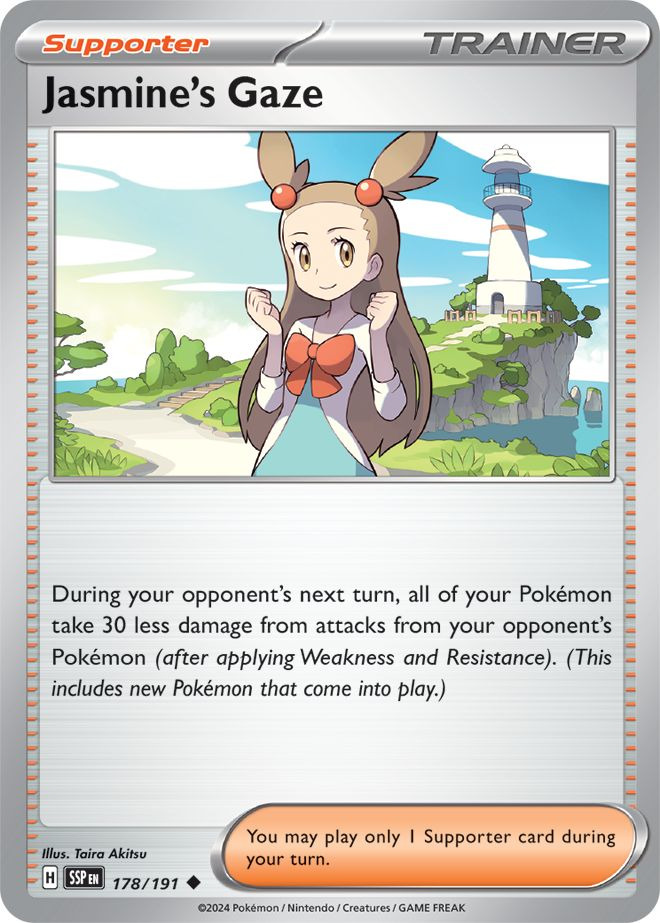 Supporter
TRAINER
Jasmine's Gaze
During your opponent's next turn, all of your Pokémon
take 30 less damage from attacks from your opponent's
Pokémon (after applying Weakness and Resistance). (This
includes new Pokémon that come into play.)
You may play only 1 Supporter card during
your turn.
Illus. Taira Akitsu
H SSP EN 178/191 ◆
©2024 Pokémon / Nintendo / Creatures / GAME FREAK